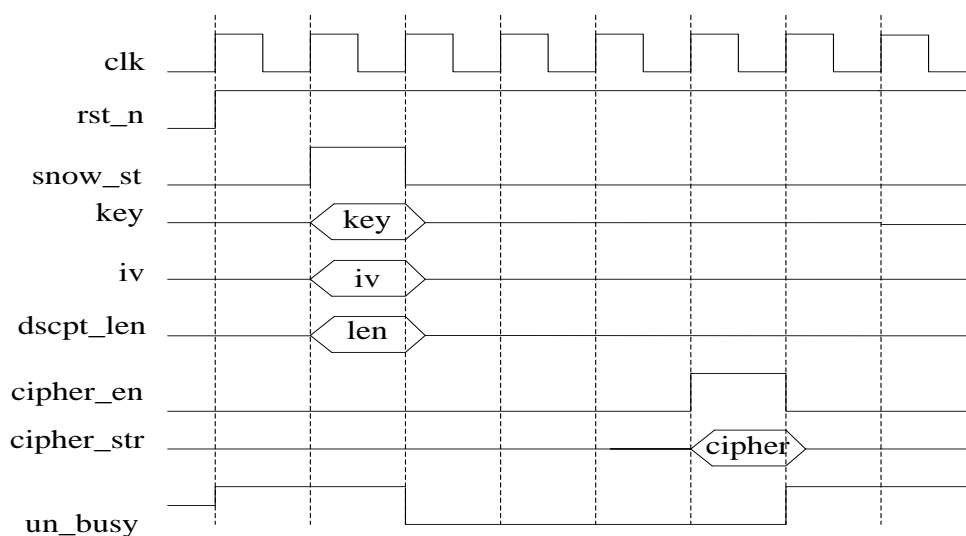 clk
rst_n
snow_st
key key
iv iv
dscpt_len len
cipher_en
cipher_str cipher
un_busy